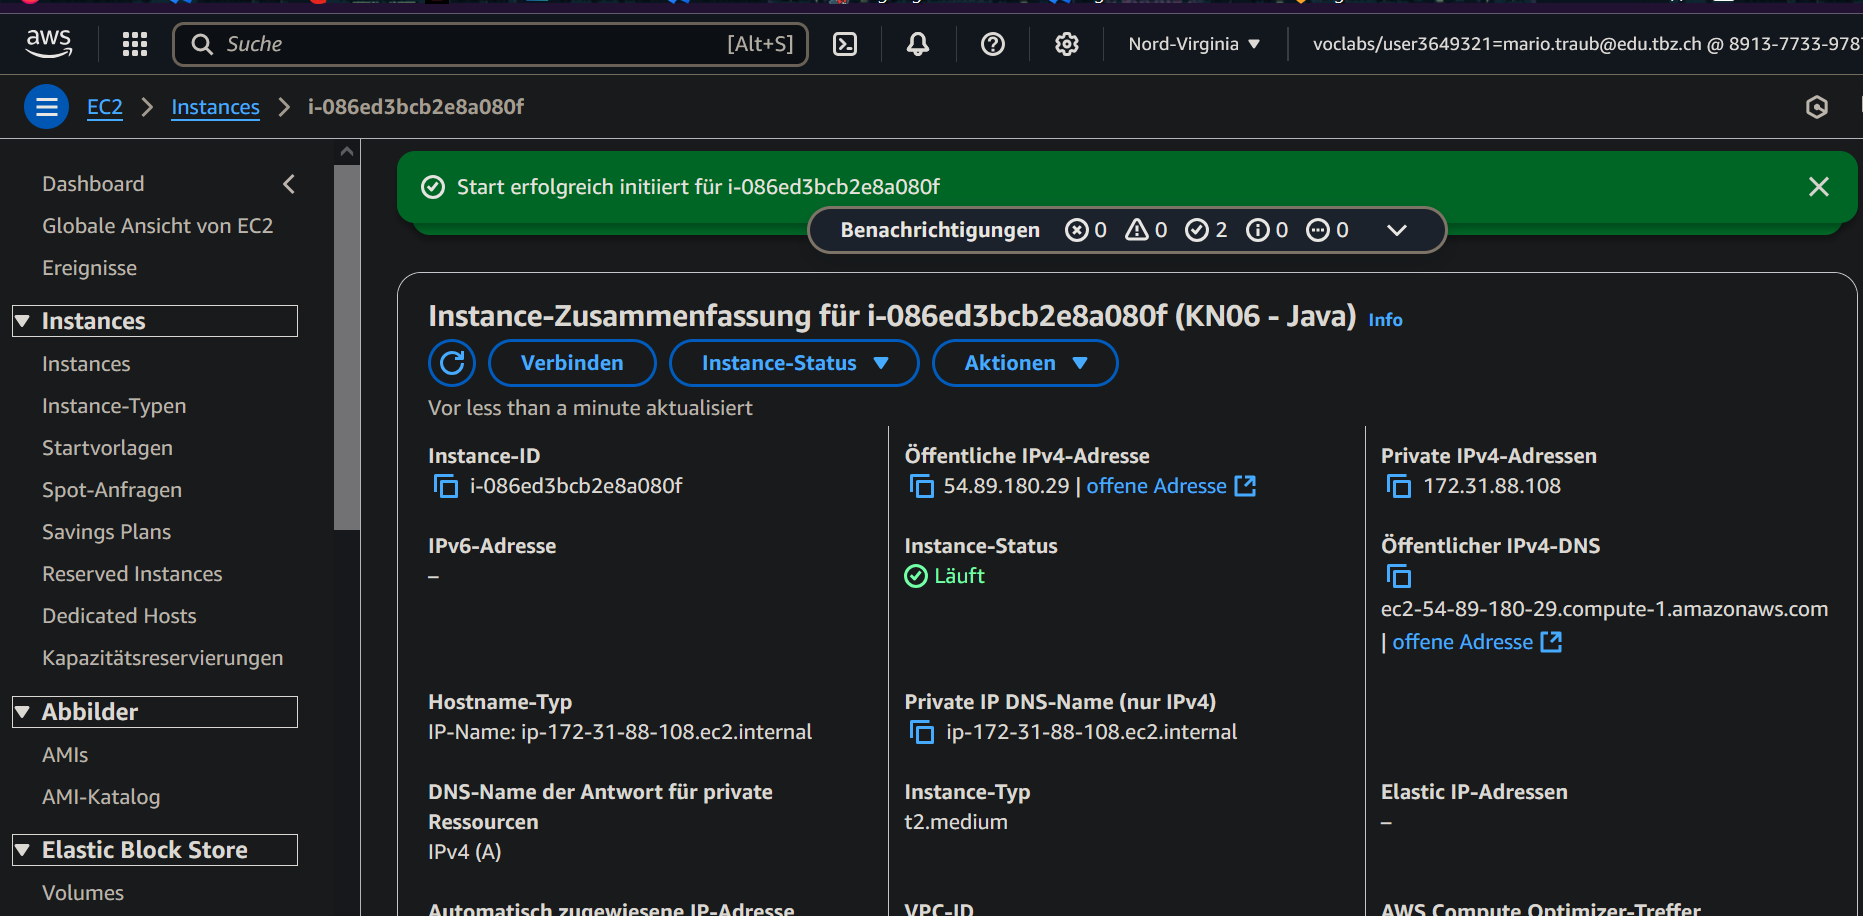 aws
Suche [Alt+S]
Nord-Virginia
voclabs/user3649321=mario.traub@edu.tbz.ch @ 8913-7733-978
EC2 Instances i-086ed3bcb2e8a080f
Dashboard
Globale Ansicht von EC2
Ereignisse
Instances
Instances
Instance-Typen
Startvorlagen
Spot-Anfragen
Savings Plans
Reserved Instances
Dedicated Hosts
Kapazitätsreservierungen
Abbilder
AMIs
AMI-Katalog
Elastic Block Store
Volumes
Start erfolgreich initiiert für i-086ed3bcb2e8a080f
Benachrichtigungen 0 0 2 0 0
Instance-Zusammenfassung für i-086ed3bcb2e8a080f (KN06 - Java) Info
Verbinden Instance-Status Aktionen
Vor less than a minute aktualisiert
Instance-ID
i-086ed3bcb2e8a080f
Öffentliche IPv4-Adresse
54.89.180.29 | offene Adresse
Private IPv4-Adressen
172.31.88.108
IPv6-Adresse
–
Instance-Status
Läuft
Öffentlicher IPv4-DNS
ec2-54-89-180-29.compute-1.amazonaws.com
| offene Adresse
Hostname-Typ
IP-Name: ip-172-31-88-108.ec2.internal
Private IP DNS-Name (nur IPv4)
ip-172-31-88-108.ec2.internal
DNS-Name der Antwort für private
Ressourcen
IPv4 (A)
Instance-Typ
t2.medium
Elastic IP-Adressen
–
Automatisch zugewiesene IP-Adresse
VPC-ID
AWS Compute Optimizer-Treffer